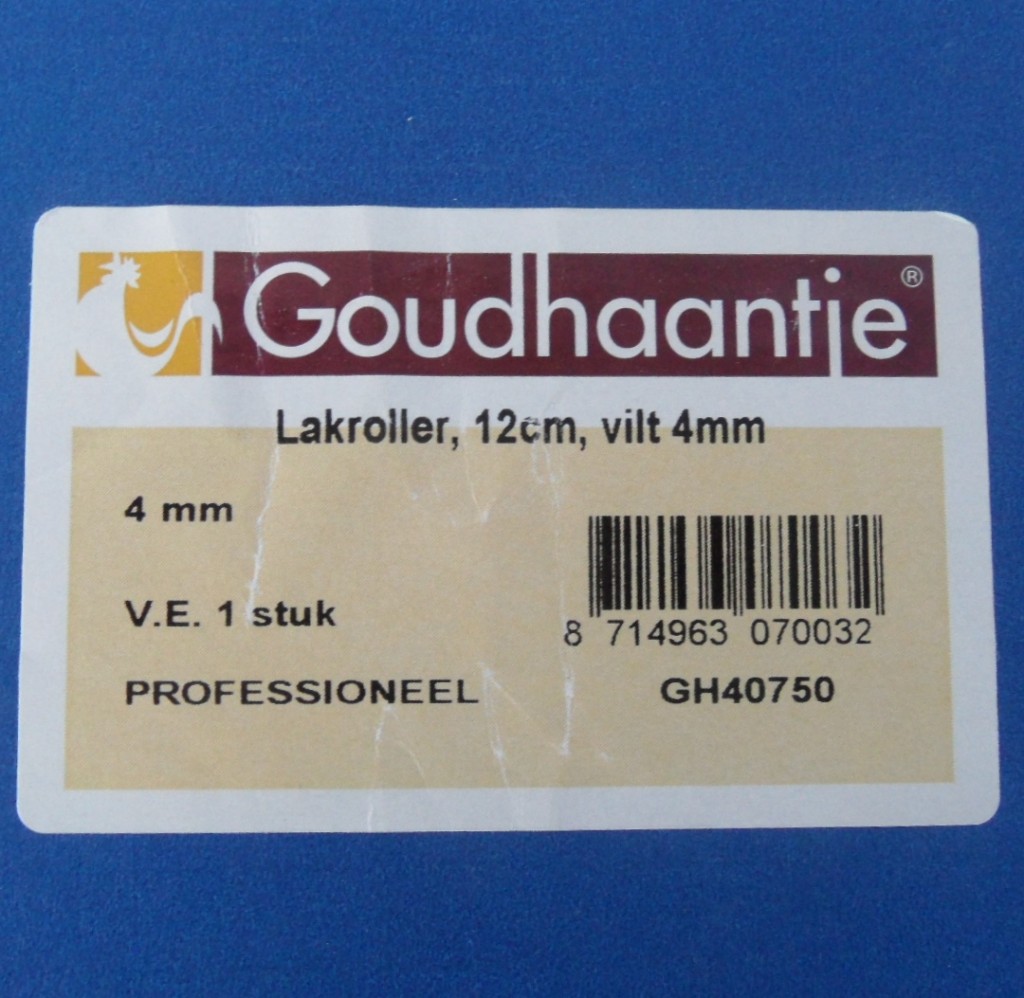 Goudhaantje®
Lakroller, 12cm, vilt 4mm
4 mm
V.E. 1 stuk
8 714963 070032
PROFESSIONEEL
GH40750